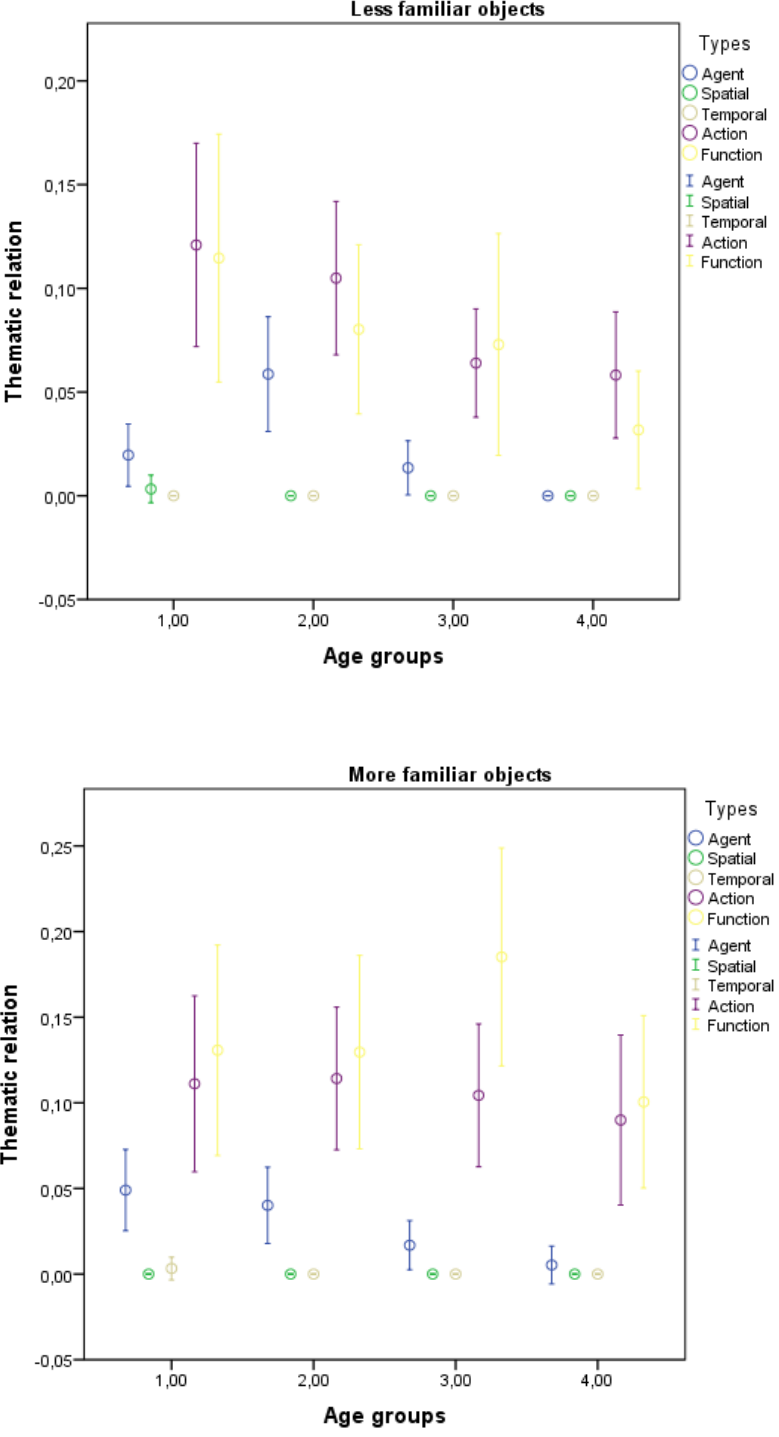 Less familiar objects
Types
Agent
Spatial
Temporal
Action
Function
Agent
Spatial
Temporal
Action
Function
0,20
0,15
0,10
0,05
0,00
-0,05
Thematic relation
1,00 2,00 3,00 4,00
Age groups
More familiar objects
Types
Agent
Spatial
Temporal
Action
Function
Agent
Spatial
Temporal
Action
Function
0,25
0,20
0,15
0,10
0,05
0,00
-0,05
Thematic relation
1,00 2,00 3,00 4,00
Age groups